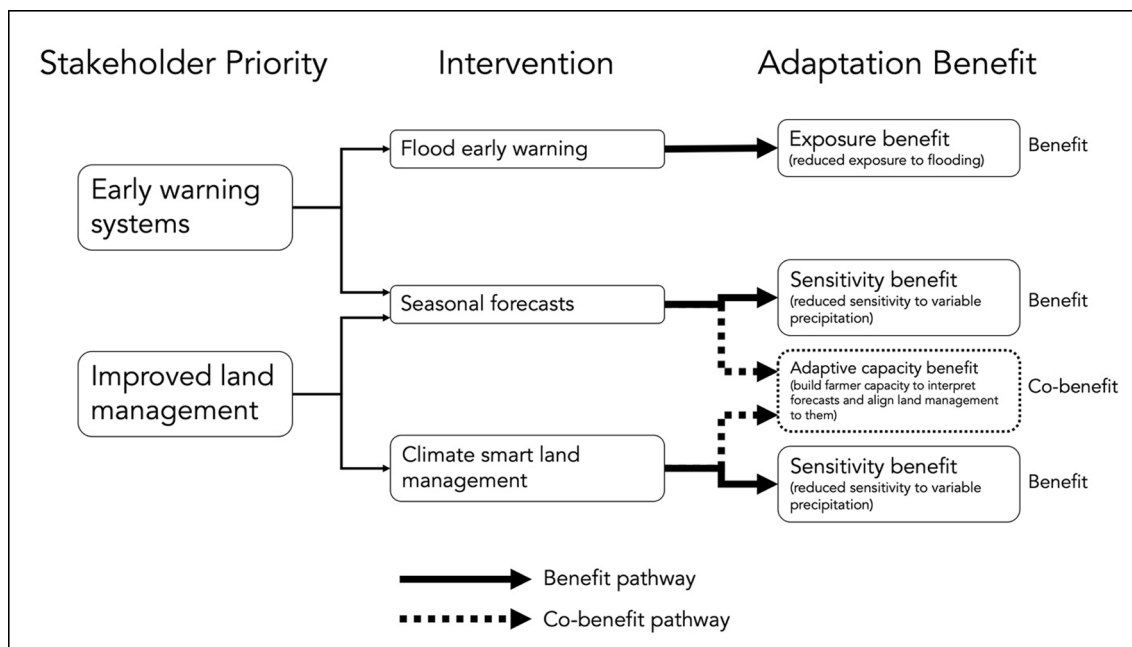 Stakeholder Priority
Intervention
Adaptation Benefit
Early warning
systems
Improved land
management
Flood early warning
Seasonal forecasts
Climate smart land
management
Exposure benefit
(reduced exposure to flooding)
Benefit
Sensitivity benefit
(reduced sensitivity to variable
precipitation)
Benefit
Adaptive capacity benefit
(build farmer capacity to interpret
forecasts and align land management
to them)
Co-benefit
Sensitivity benefit
(reduced sensitivity to variable
precipitation)
Benefit
Benefit pathway
Co-benefit pathway